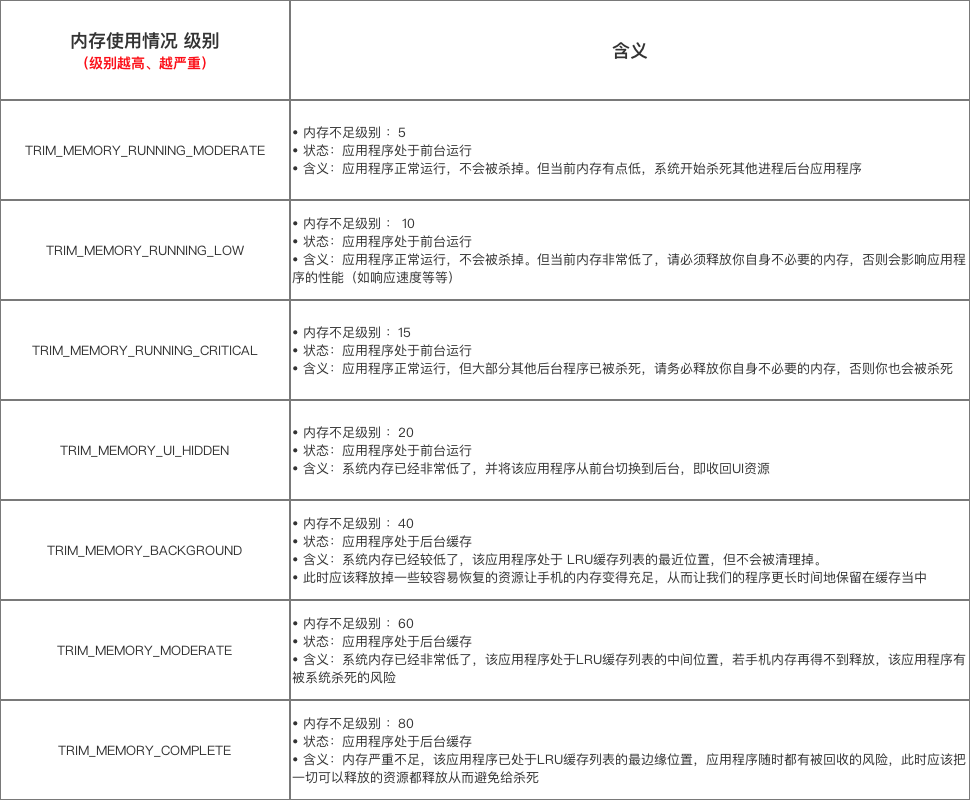 内存使用情况 级别
（级别越高、越严重）
含义
TRIM_MEMORY_RUNNING_MODERATE
• 内存不足级别 ：5
• 状态：应用程序处于前台运行
• 含义：应用程序正常运行，不会被杀掉。但当前内存有点低，系统开始杀死其他进程后台应用程序
TRIM_MEMORY_RUNNING_LOW
• 内存不足级别 ： 10
• 状态：应用程序处于前台运行
• 含义：应用程序正常运行，不会被杀掉。但当前内存非常低了，请必须释放你自身不必要的内存，否则会影响应用程
序的性能（如响应速度等等）
TRIM_MEMORY_RUNNING_CRITICAL
• 内存不足级别 ：15
• 状态：应用程序处于前台运行
• 含义：应用程序正常运行，但大部分其他后台程序已被杀死，请务必释放你自身不必要的内存，否则你也会被杀死
TRIM_MEMORY_UI_HIDDEN
• 内存不足级别 ：20
• 状态：应用程序处于前台运行
• 含义：系统内存已经非常低了，并将该应用程序从前台切换到后台，即收回UI资源
TRIM_MEMORY_BACKGROUND
• 内存不足级别 ：40
• 状态：应用程序处于后台缓存
• 含义：系统内存已经较低了，该应用程序处于 LRU缓存列表的最近位置，但不会被清理掉。
• 此时应该释放掉一些较容易恢复的资源让手机的内存变得充足，从而让我们的程序更长时间地保留在缓存当中
TRIM_MEMORY_MODERATE
• 内存不足级别 ：60
• 状态：应用程序处于后台缓存
• 含义：系统内存已经非常低了，该应用程序处于LRU缓存列表的中间位置，若手机内存再得不到释放，该应用程序有
被系统杀死的风险
TRIM_MEMORY_COMPLETE
• 内存不足级别 ：80
• 状态：应用程序处于后台缓存
• 含义：内存严重不足，该应用程序已处于LRU缓存列表的最边缘位置，应用程序随时都有被回收的风险，此时应该把
一切可以释放的资源都释放从而避免给杀死